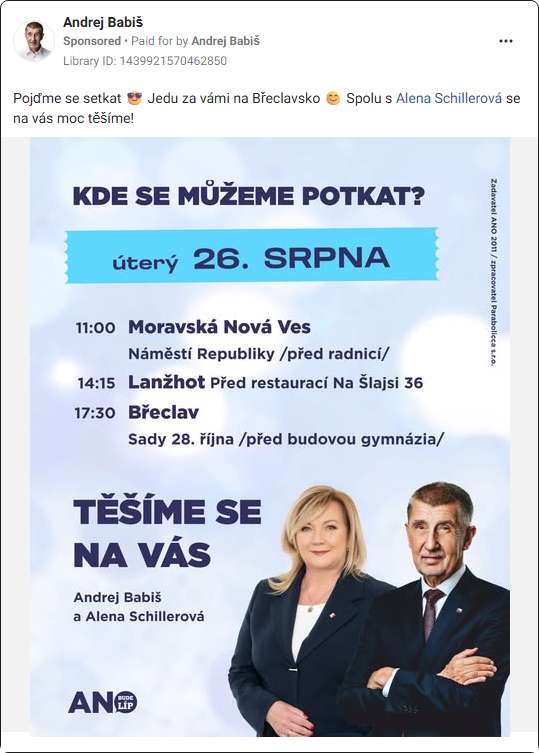 Andrej Babiš
Sponsored • Paid for by Andrej Babiš
Library ID: 1439921570462850
Pojďme se setkat 😎 Jedu za vámi na Břeclavsko 😊 Spolu s Alena Schillerová se
na vás moc těšíme!
KDE SE MŮŽEME POTKAT?
úterý 26. SRPNA
11:00 Moravská Nová Ves
Náměstí Republiky /před radnicí/
14:15 Lanžhot Před restaurací Na Šlajsi 36
17:30 Břeclav
Sady 28. října /před budovou gymnázia/
TĚŠÍME SE
NA VÁS
Andrej Babiš
a Alena Schillerová
ANO BUDE LÍP
Zadavatel ANO 2011 / zpracovatel Parabolicca s.r.o.